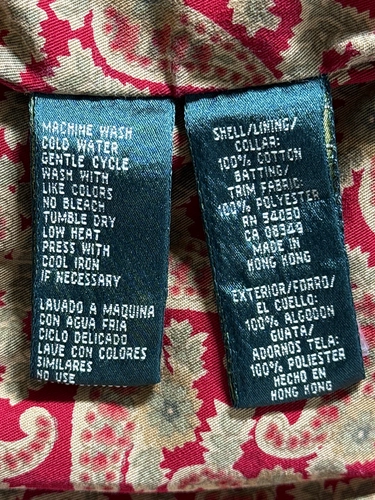 MACHINE WASH
COLD WATER
GENTLE CYCLE
WASH WITH
LIKE COLORS
NO BLEACH
TUMBLE DRY
LOW HEAT
PRESS WITH
COOL IRON
IF NECESSARY
LAVADO A MAQUINA
CON AGUA FRIA
CICLO DELICADO
LAVE CON COLORES
SIMILARES
NO USE
SHELL/LINING/
COLLAR:
100% COTTON
BATTING/
TRIM FABRIC:
100% POLYESTER
RN 54050
CA 08349
MADE IN
HONG KONG
EXTERIOR/FORRO/
EL CUELLO:
100% ALGODON
GUATA/
ADORNOS TELA:
100% POLIESTER
HECHO EN
HONG KONG